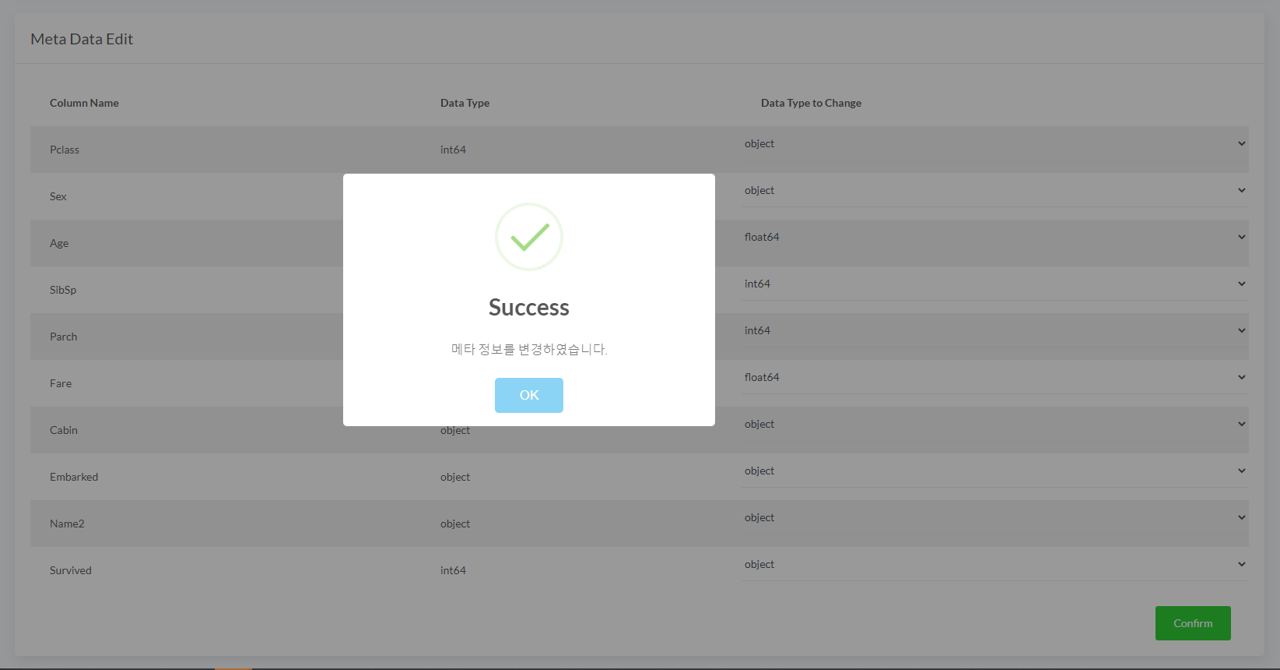 Meta Data Edit
Column Name Data Type Data Type to Change
Pclass int64 object
Sex object
Age float64
SibSp int64
Parch int64
Fare float64
Success
메타 정보를 변경하였습니다.
OK
Cabin object object
Embarked object object
Name2 object object
Survived int64 object
Confirm